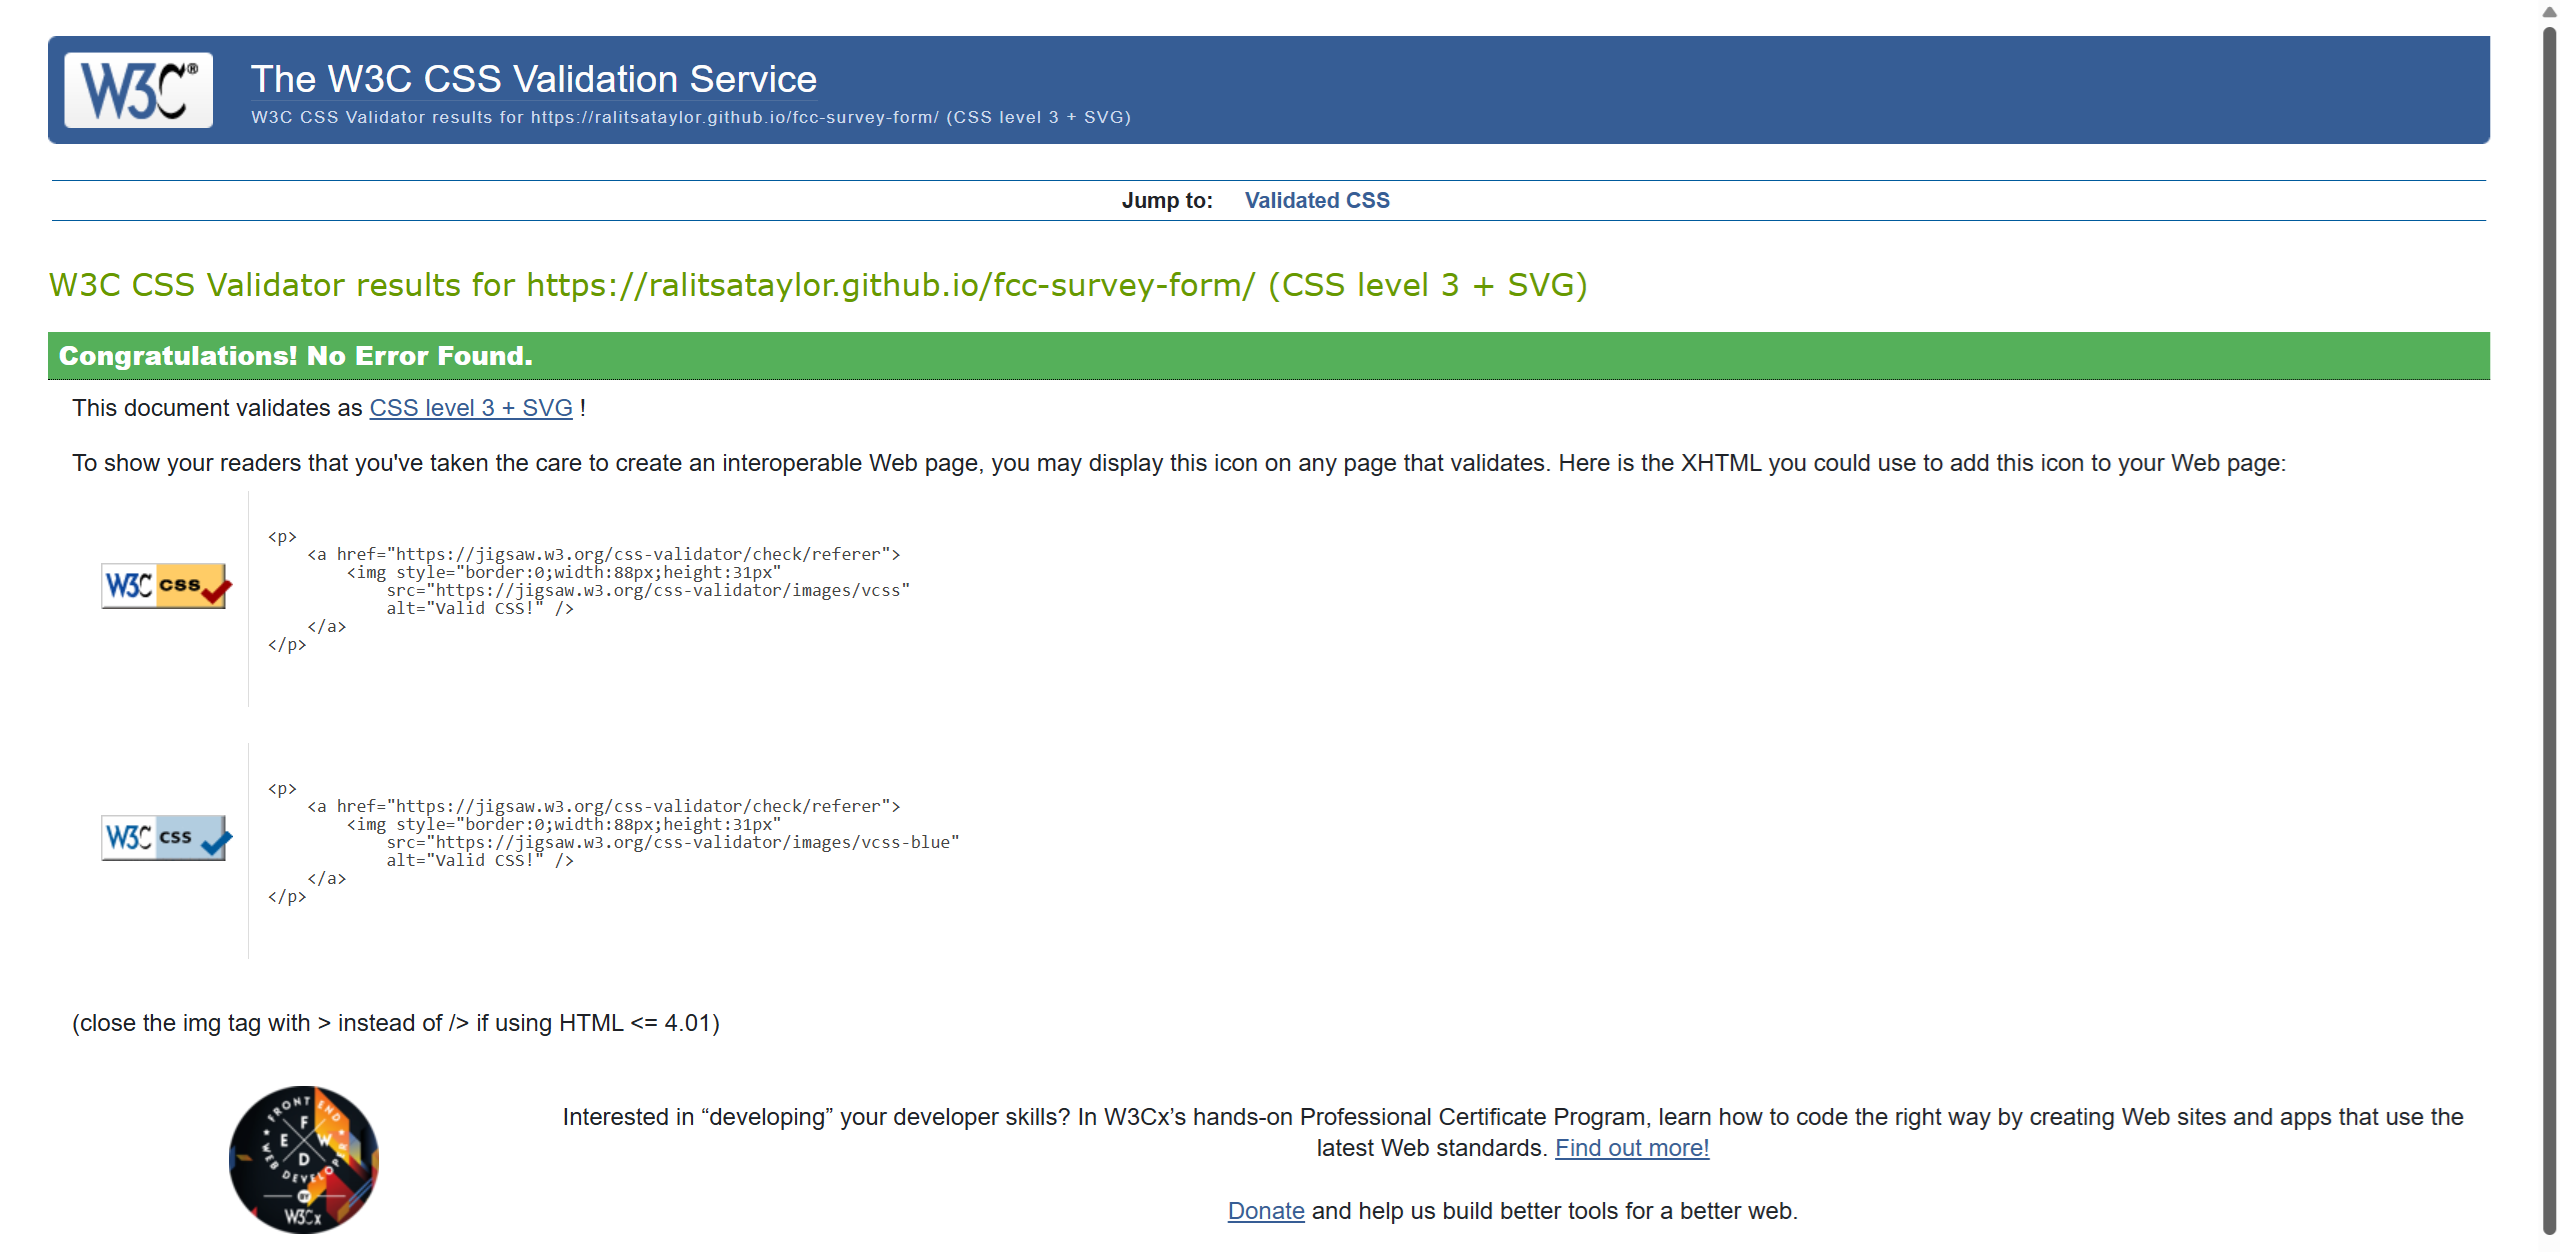 W3C®
The W3C CSS Validation Service
W3C CSS Validator results for https://ralitsataylor.github.io/fcc-survey-form/ (CSS level 3 + SVG)
Jump to: Validated CSS
W3C CSS Validator results for https://ralitsataylor.github.io/fcc-survey-form/ (CSS level 3 + SVG)
Congratulations! No Error Found.
This document validates as CSS level 3 + SVG !
To show your readers that you've taken the care to create an interoperable Web page, you may display this icon on any page that validates. Here is the XHTML you could use to add this icon to your Web page:
W3C css
<p>
    <a href="https://jigsaw.w3.org/css-validator/check/referer">
        <img style="border:0;width:88px;height:31px"
            src="https://jigsaw.w3.org/css-validator/images/vcss"
            alt="Valid CSS!" />
    </a>
</p>
W3C css
<p>
    <a href="https://jigsaw.w3.org/css-validator/check/referer">
        <img style="border:0;width:88px;height:31px"
            src="https://jigsaw.w3.org/css-validator/images/vcss-blue"
            alt="Valid CSS!" />
    </a>
</p>
(close the img tag with > instead of /> if using HTML <= 4.01)
FRONT END
F
E W
D
WEB DEVELOPER
BY
W3Cx
Interested in “developing” your developer skills? In W3Cx’s hands-on Professional Certificate Program, learn how to code the right way by creating Web sites and apps that use the
latest Web standards. Find out more!
Donate and help us build better tools for a better web.